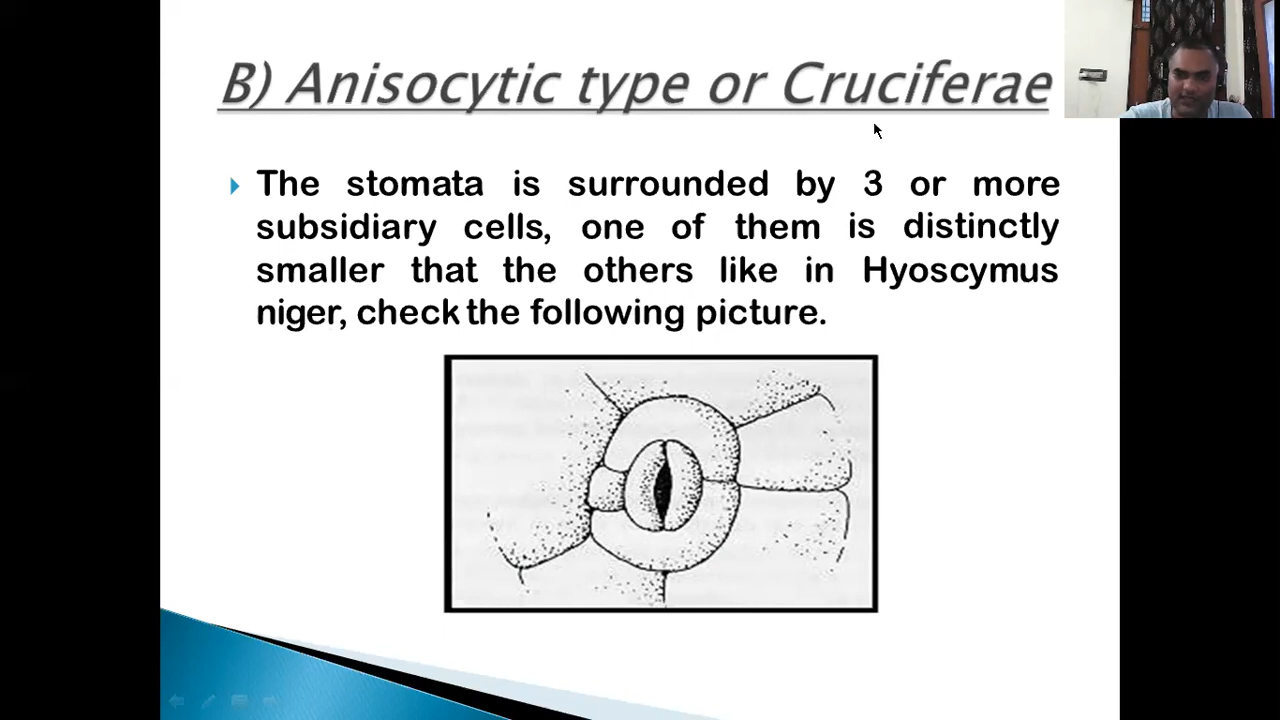 B) Anisocytic type or Cruciferae
The stomata is surrounded by 3 or more
subsidiary cells, one of them is distinctly
smaller that the others like in Hyoscymus
niger, check the following picture.